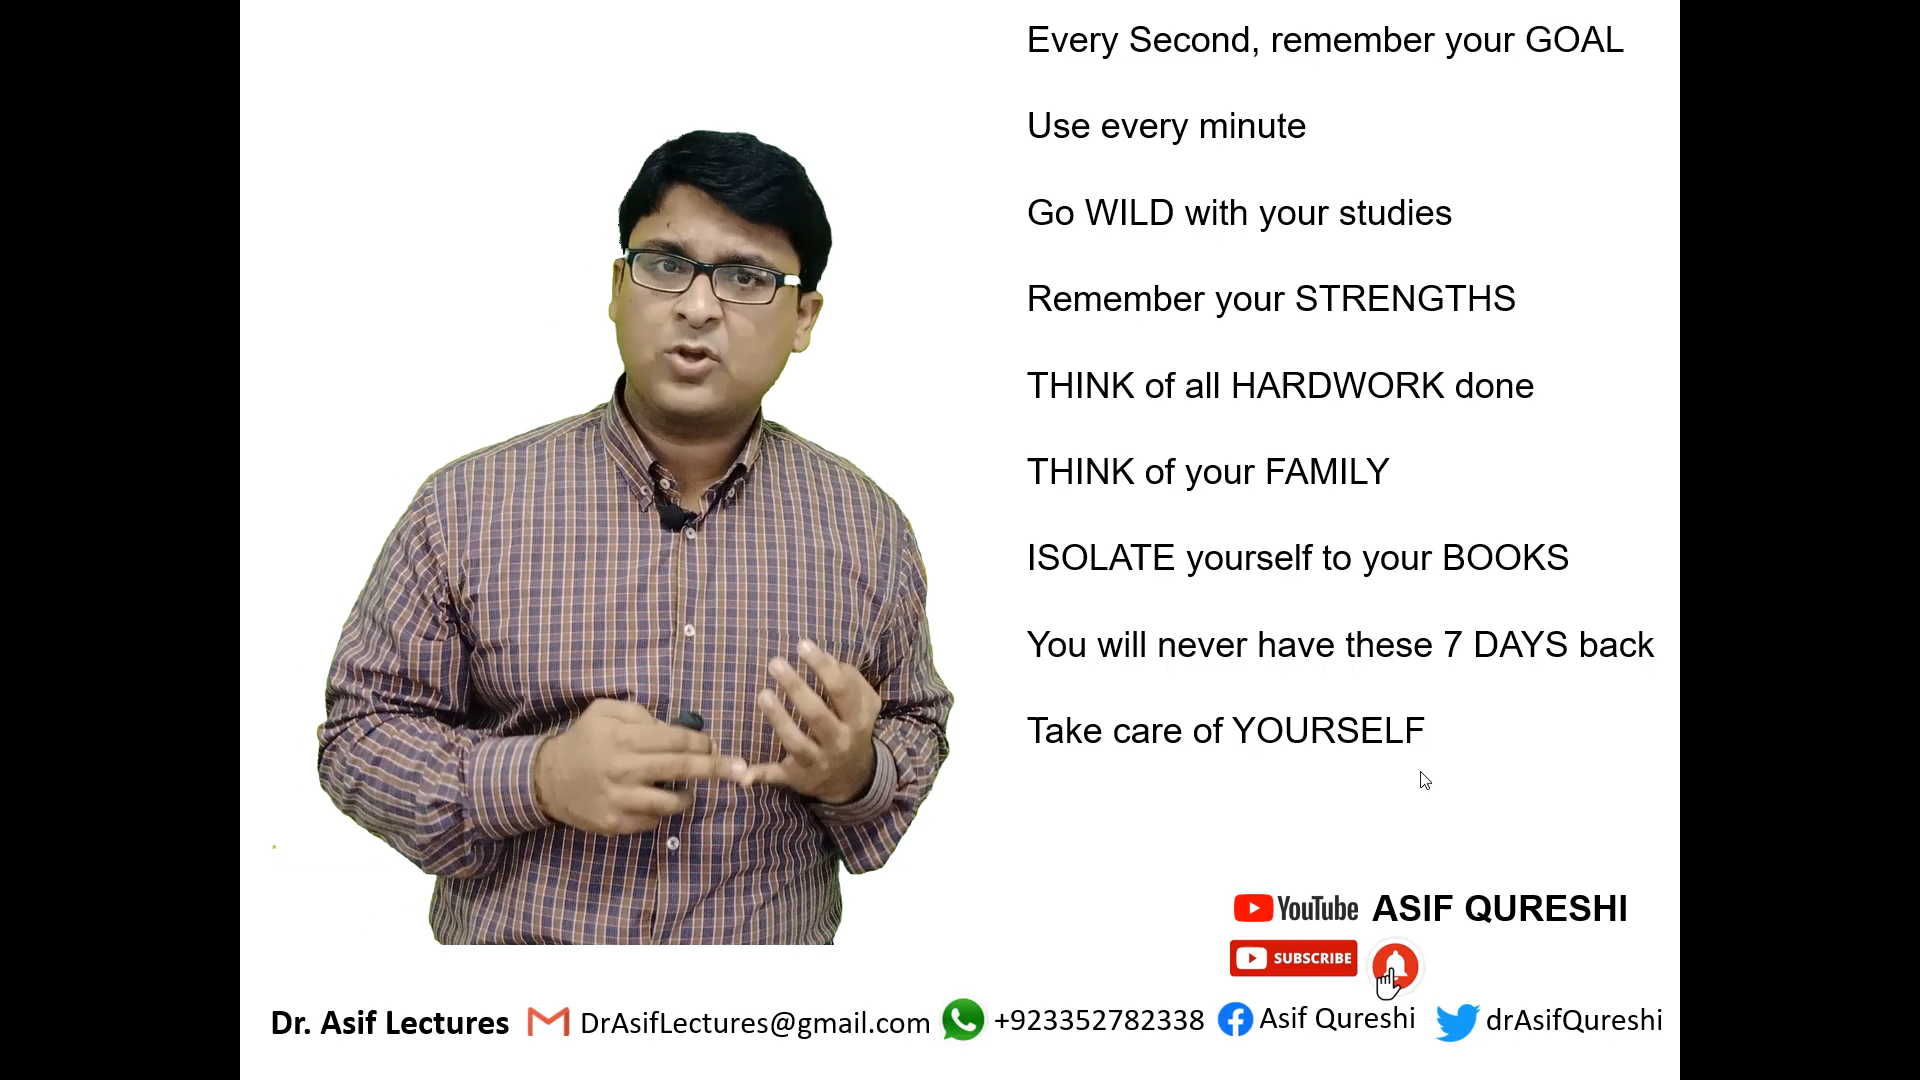 Every Second, remember your GOAL
Use every minute
Go WILD with your studies
Remember your STRENGTHS
THINK of all HARDWORK done
THINK of your FAMILY
ISOLATE yourself to your BOOKS
You will never have these 7 DAYS back
Take care of YOURSELF
YouTube ASIF QURESHI
SUBSCRIBE
Dr. Asif Lectures DrAsifLectures@gmail.com +923352782338 Asif Qureshi drAsifQureshi